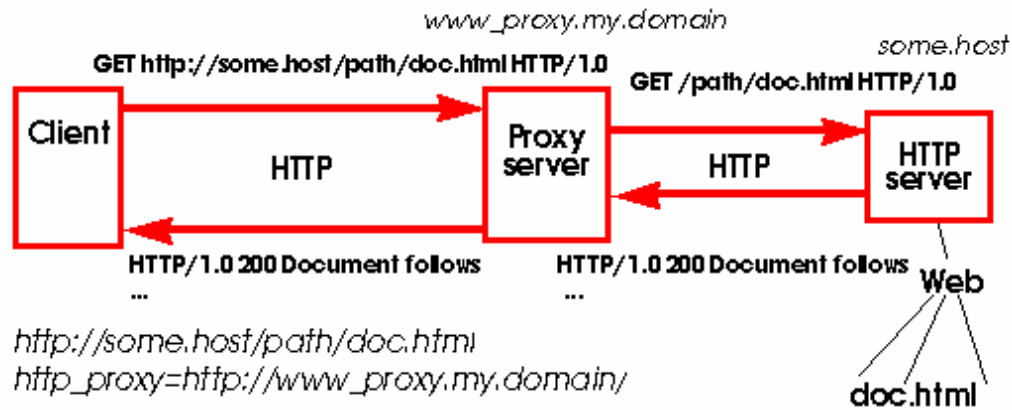 www_proxy.my.domain
some.host
GET http://some.host/path/doc.html HTTP/1.0
GET /path/doc.html HTTP/1.0
Client
Proxy
server
HTTP
server
HTTP
HTTP
HTTP/1.0 200 Document follows
...
HTTP/1.0 200 Document follows
...
Web
http://some.host/path/doc.html
http_proxy=http://www_proxy.my.domain/
doc.html